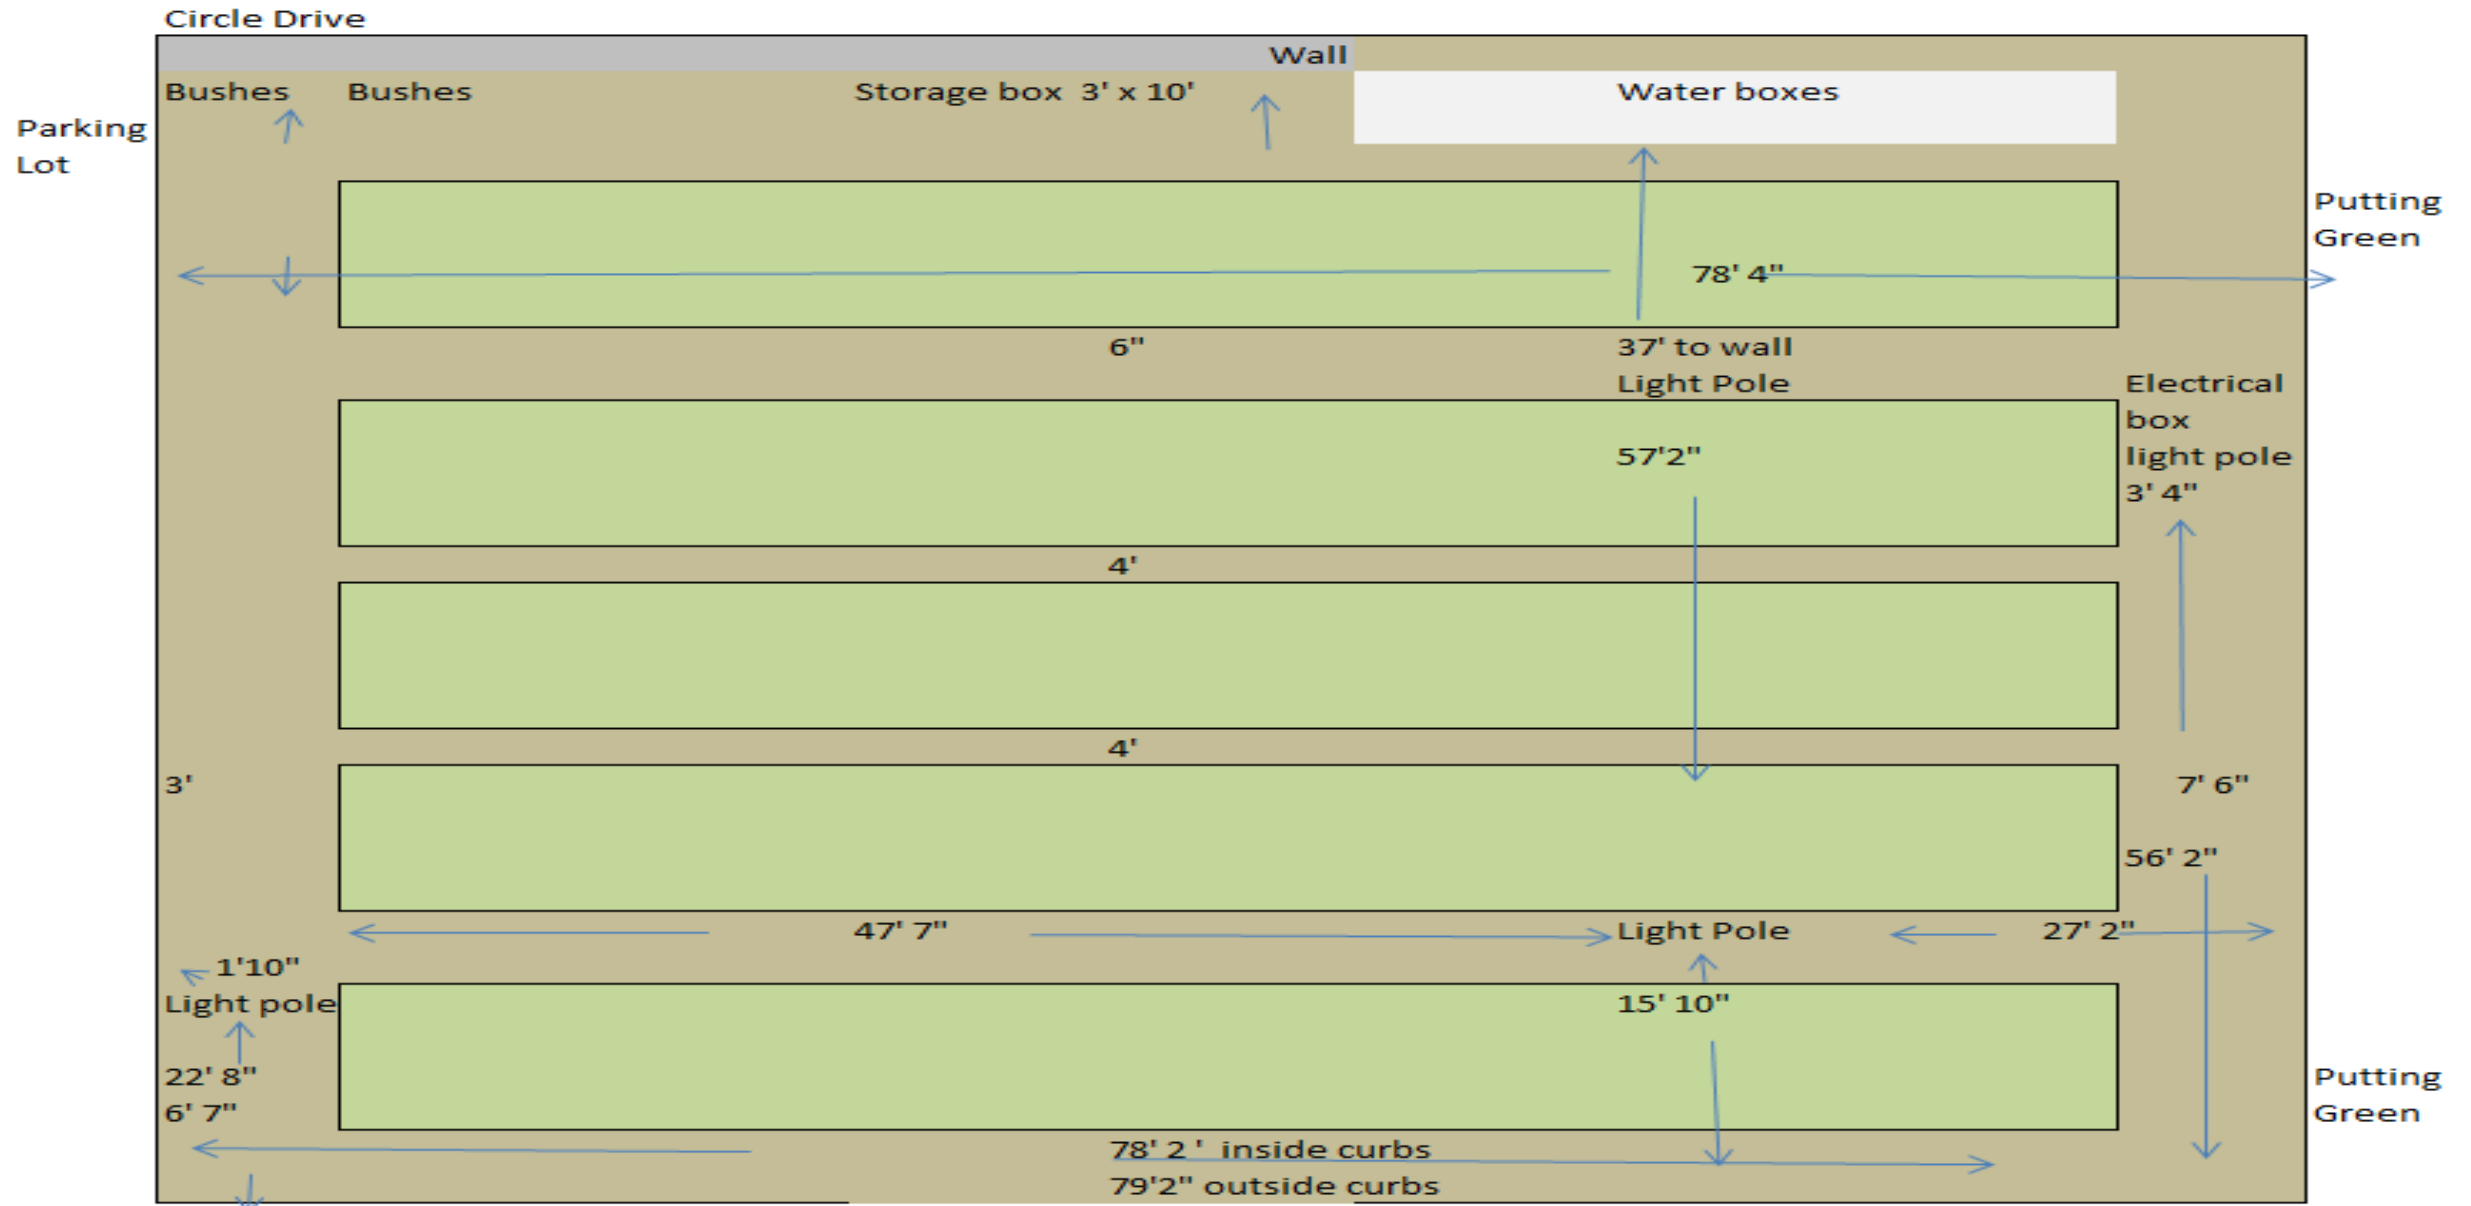 Circle Drive
Wall
Bushes Bushes Storage box 3' x 10' Water boxes
Parking
Lot
Putting
Green
78' 4"
6" 37' to wall
Light Pole Electrical
box
57'2" light pole
3' 4"
4'
4'
3' 7' 6"
56' 2"
47' 7" Light Pole 27' 2"
1'10"
Light pole 15' 10"
22' 8" Putting
6' 7" Green
78' 2 ' inside curbs
79'2" outside curbs